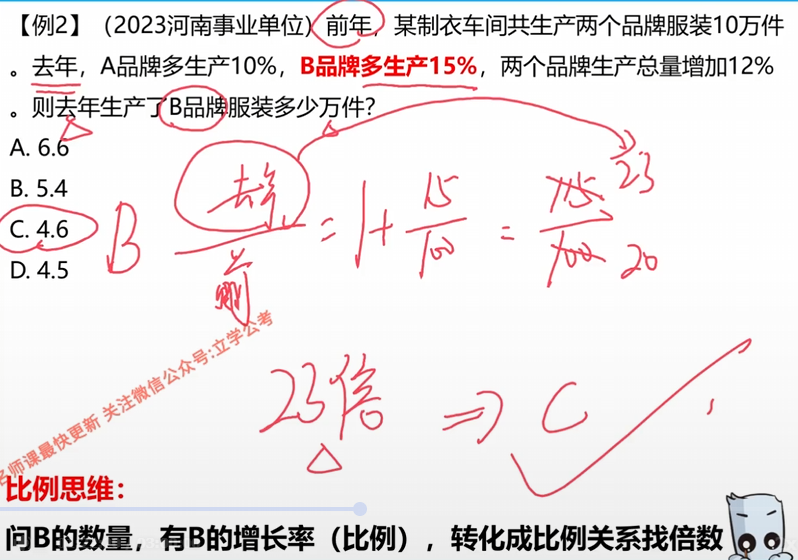 【例2】（2023河南事业单位）前年，某制衣车间共生产两个品牌服装10万件
。去年，A品牌多生产10%，B品牌多生产15%，两个品牌生产总量增加12%
。则去年生产了B品牌服装多少万件？
A. 6.6
B. 5.4
C. 4.6
D. 4.5
B 去年/前 = 1+ 15/100 = 115/100 23 20
23倍 ⇒ C
名师课最快更新 关注微信公众号:立学公考
比例思维：
问B的数量，有B的增长率（比例），转化成比例关系找倍数